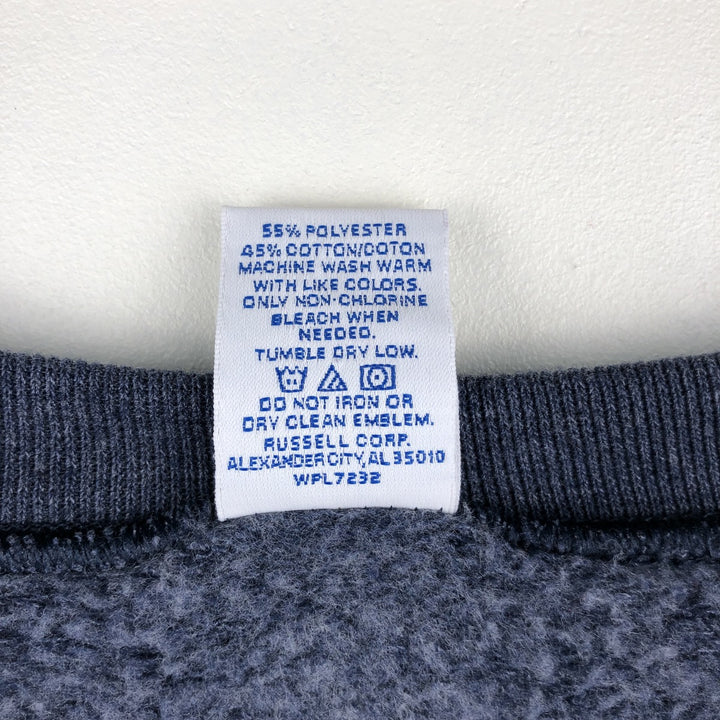 55% POLYESTER
45% COTTON/COTON
MACHINE WASH WARM
WITH LIKE COLORS.
ONLY NON-CHLORINE
BLEACH WHEN
NEEDED.
TUMBLE DRY LOW.
DO NOT IRON OR
DRY CLEAN EMBLEM.
RUSSELL CORP.
ALEXANDER CITY, AL 35010
WPL7232